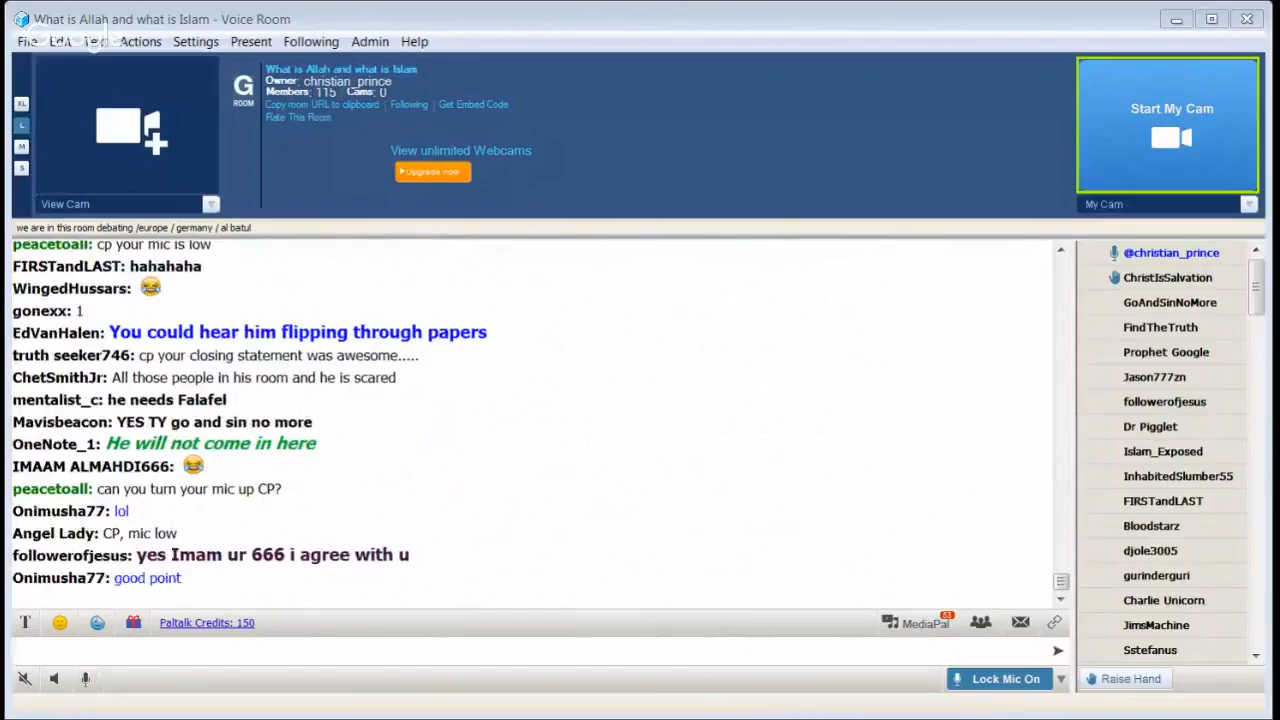 What is Allah and what is Islam - Voice Room
File Edit Text Actions Settings Present Following Admin Help
What is Allah and what is Islam
G Owner: christian_prince
ROOM Members: 115 Cams: 0
Copy room URL to clipboard | Following | Get Embed Code
Rate This Room
View unlimited Webcams
Upgrade now
XL
L
M
S
View Cam
Start My Cam
My Cam
we are in this room debating /europe / germany / al batul
peacetoall: cp your mic is low
FIRSTandLAST: hahahaha
WingedHussars: 😂
gonexx: 1
EdVanHalen: You could hear him flipping through papers
truth seeker746: cp your closing statement was awesome.....
ChetSmithJr: All those people in his room and he is scared
mentalist_c: he needs Falafel
Mavisbeacon: YES TY go and sin no more
OneNote_1: He will not come in here
IMAAM ALMAHDI666: 😂
peacetoall: can you turn your mic up CP?
Onimusha77: lol
Angel Lady: CP, mic low
followerofjesus: yes Imam ur 666 i agree with u
Onimusha77: good point
@christian_prince
ChristIsSalvation
GoAndSinNoMore
FindTheTruth
Prophet Google
Jason777zn
followerofjesus
Dr Pigglet
Islam_Exposed
InhabitedSlumber55
FIRSTandLAST
Bloodstarz
djole3005
gurinderguri
Charlie Unicorn
JimsMachine
Sstefanus
T Paltalk Credits: 150
MediaPal 53
Lock Mic On
Raise Hand